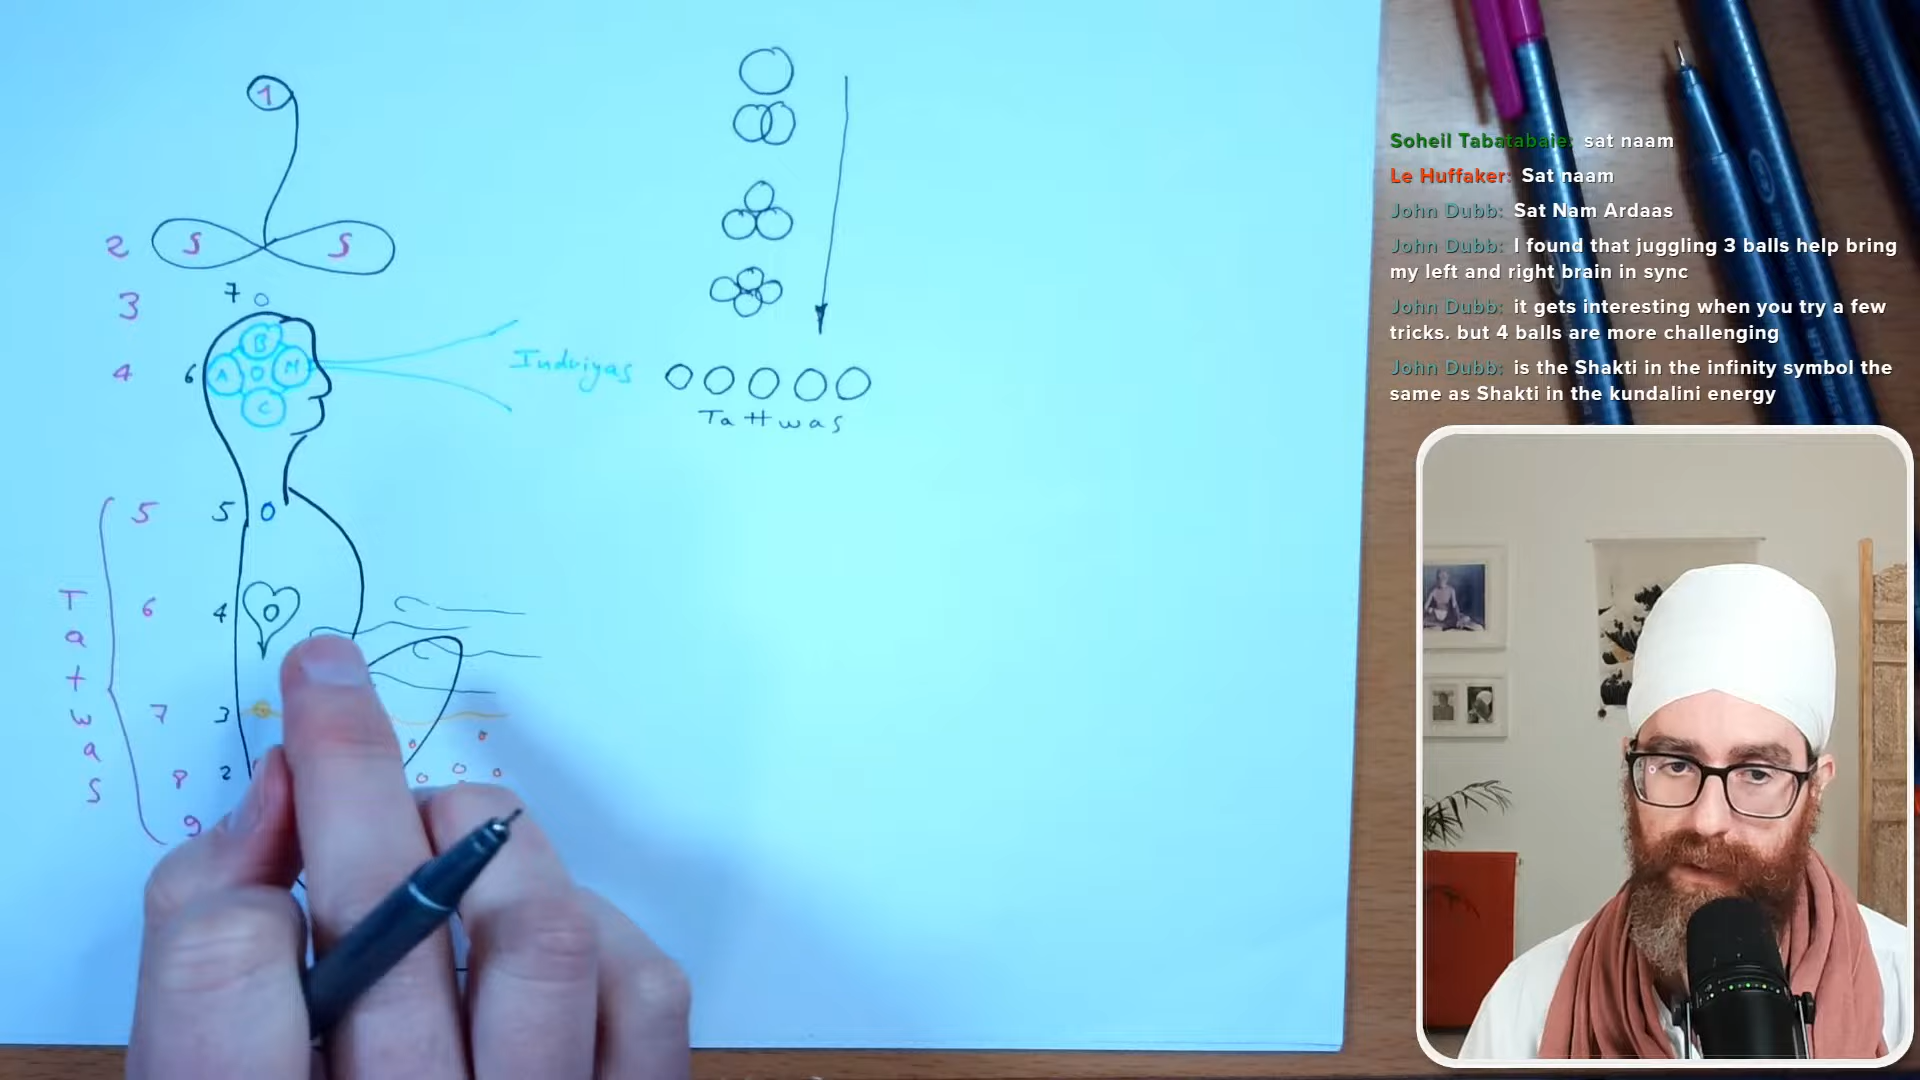 1
2 S S
3 7
B
4 6 A M
C
Indriyas
Tattwas
5 5
6 4
7 3
8 2
9
Tatwas
Soheil Tabatabaie: sat naam
Le Huffaker: Sat naam
John Dubb: Sat Nam Ardaas
John Dubb: I found that juggling 3 balls help bring
my left and right brain in sync
John Dubb: it gets interesting when you try a few
tricks. but 4 balls are more challenging
John Dubb: is the Shakti in the infinity symbol the
same as Shakti in the kundalini energy